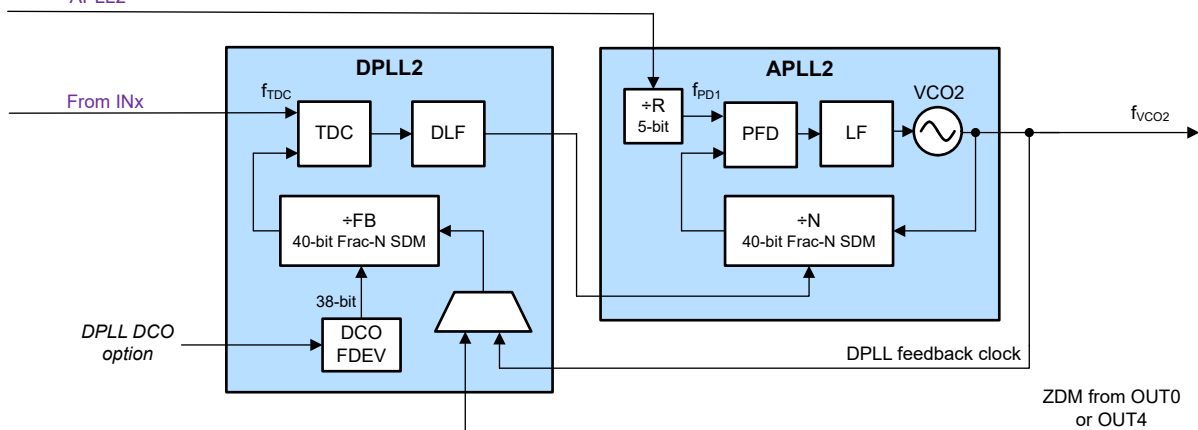 APLL2
DPLL2
APLL2
From INx
fTDC
TDC
DLF
÷R
5-bit
fPD1
PFD
LF
VCO2
fVCO2
÷FB
40-bit Frac-N SDM
÷N
40-bit Frac-N SDM
38-bit
DPLL DCO
option
DCO
FDEV
DPLL feedback clock
ZDM from OUT0
or OUT4